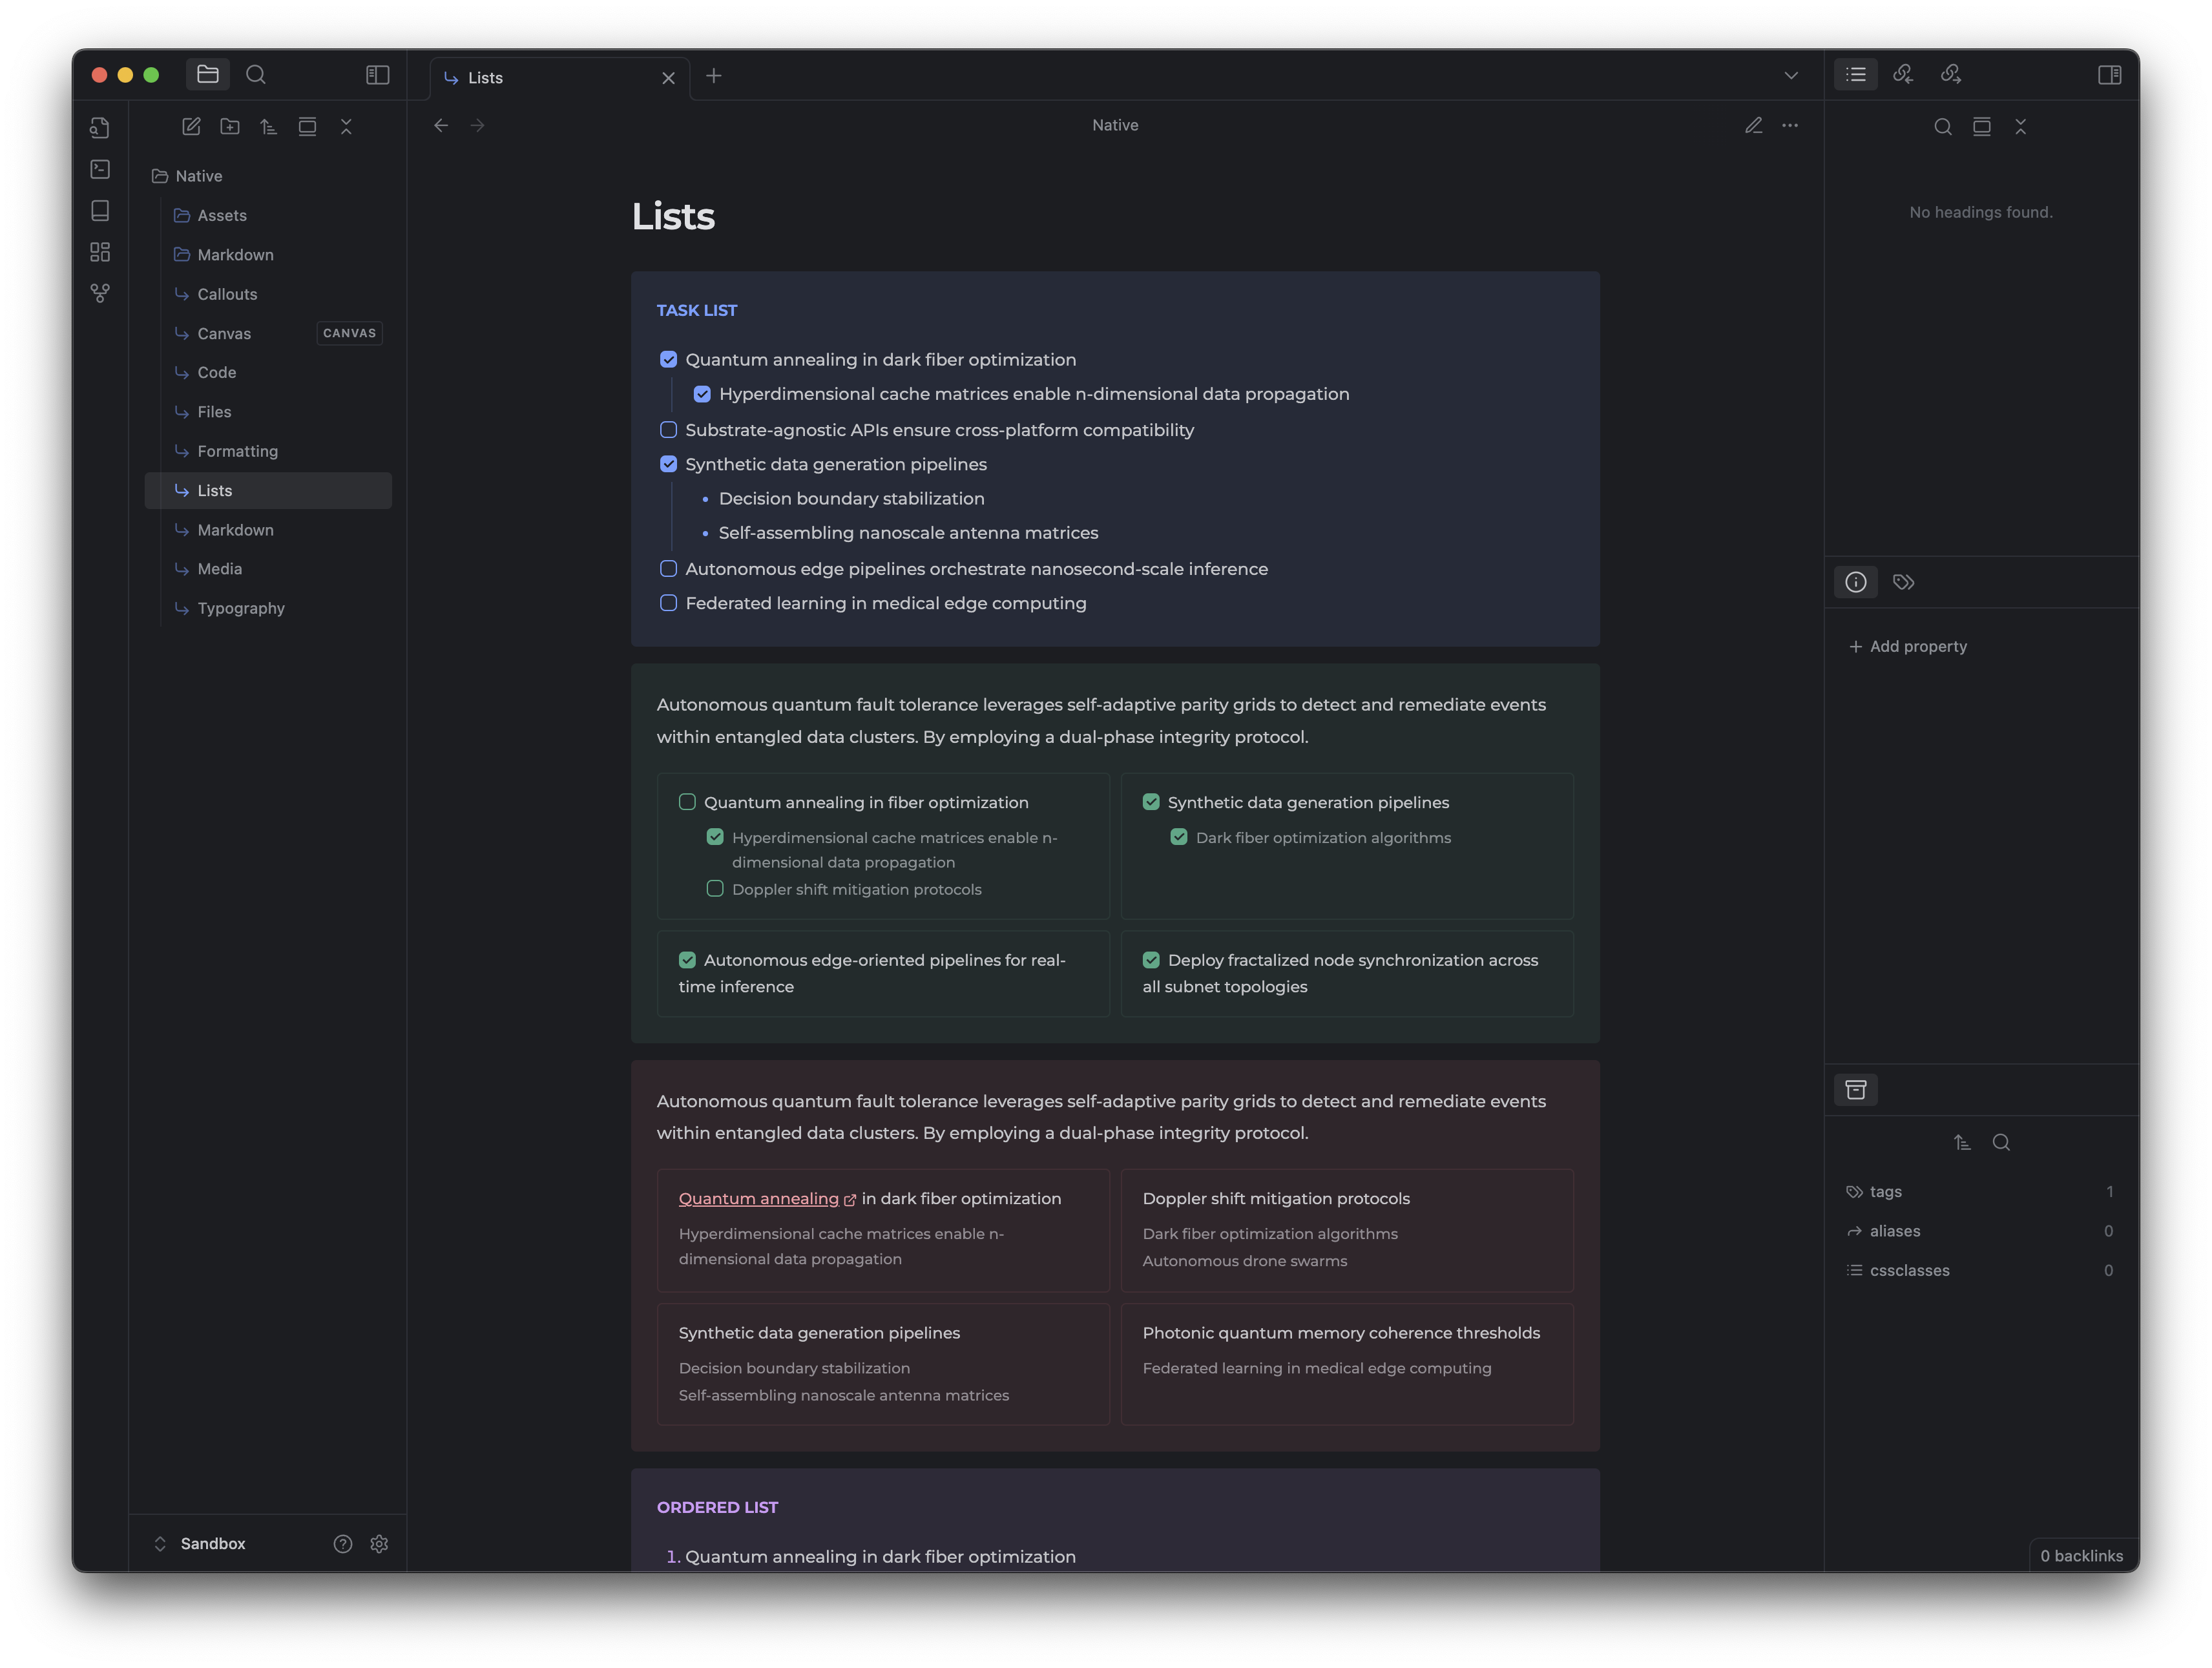 Lists
Native
Native
Assets
Markdown
Callouts
Canvas
CANVAS
Code
Files
Formatting
Lists
Markdown
Media
Typography
Sandbox
Lists
TASK LIST
Quantum annealing in dark fiber optimization
Hyperdimensional cache matrices enable n-dimensional data propagation
Substrate-agnostic APIs ensure cross-platform compatibility
Synthetic data generation pipelines
Decision boundary stabilization
Self-assembling nanoscale antenna matrices
Autonomous edge pipelines orchestrate nanosecond-scale inference
Federated learning in medical edge computing
Autonomous quantum fault tolerance leverages self-adaptive parity grids to detect and remediate events
within entangled data clusters. By employing a dual-phase integrity protocol.
Quantum annealing in fiber optimization
Hyperdimensional cache matrices enable n-
dimensional data propagation
Doppler shift mitigation protocols
Synthetic data generation pipelines
Dark fiber optimization algorithms
Autonomous edge-oriented pipelines for real-
time inference
Deploy fractalized node synchronization across
all subnet topologies
Autonomous quantum fault tolerance leverages self-adaptive parity grids to detect and remediate events
within entangled data clusters. By employing a dual-phase integrity protocol.
Quantum annealing in dark fiber optimization
Hyperdimensional cache matrices enable n-
dimensional data propagation
Doppler shift mitigation protocols
Dark fiber optimization algorithms
Autonomous drone swarms
Synthetic data generation pipelines
Decision boundary stabilization
Self-assembling nanoscale antenna matrices
Photonic quantum memory coherence thresholds
Federated learning in medical edge computing
ORDERED LIST
1. Quantum annealing in dark fiber optimization
No headings found.
Add property
tags 1
aliases 0
cssclasses 0
0 backlinks